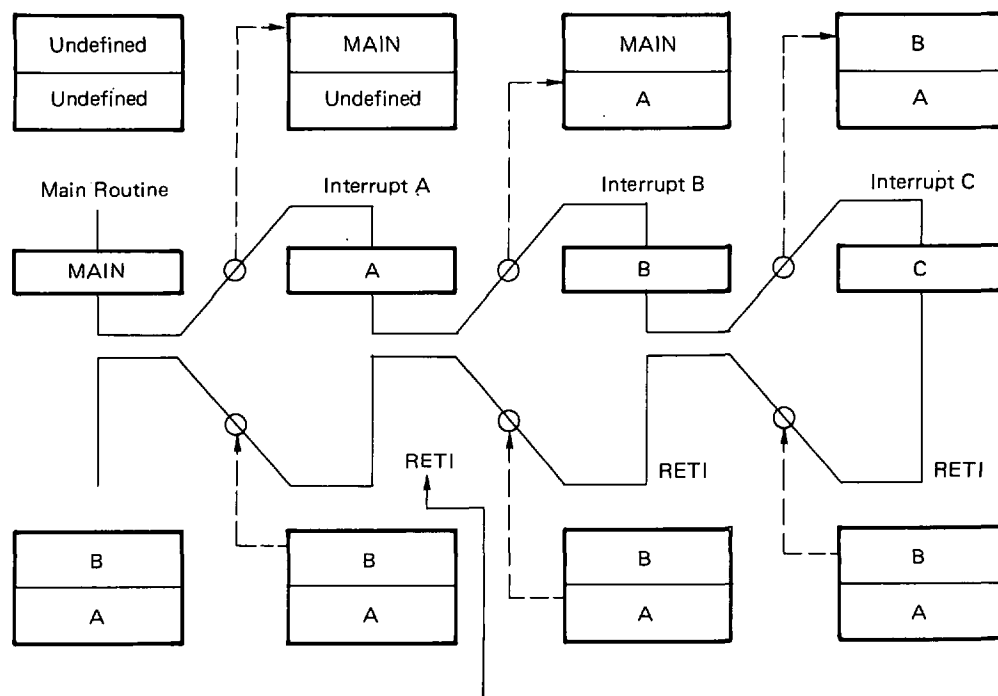 Undefined
Undefined
MAIN
Undefined
MAIN
A
B
A
Main Routine
Interrupt A
Interrupt B
Interrupt C
MAIN
A
B
C
RETI
RETI
RETI
B
A
B
A
B
A
B
A